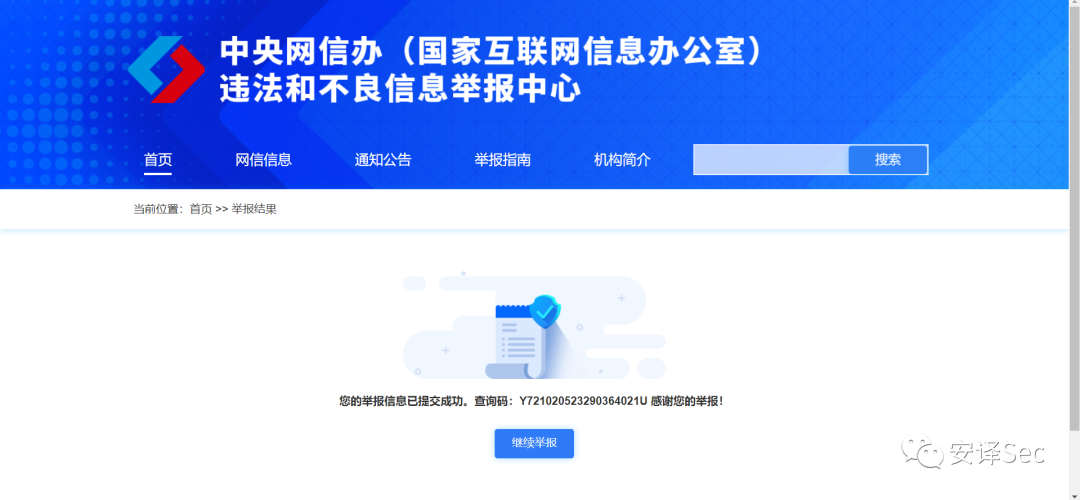 中央网信办（国家互联网信息办公室）
违法和不良信息举报中心
首页 网信信息 通知公告 举报指南 机构简介 搜索
当前位置：首页 >> 举报结果
您的举报信息已提交成功。查询码：Y721020523290364021U 感谢您的举报！
继续举报
安译Sec